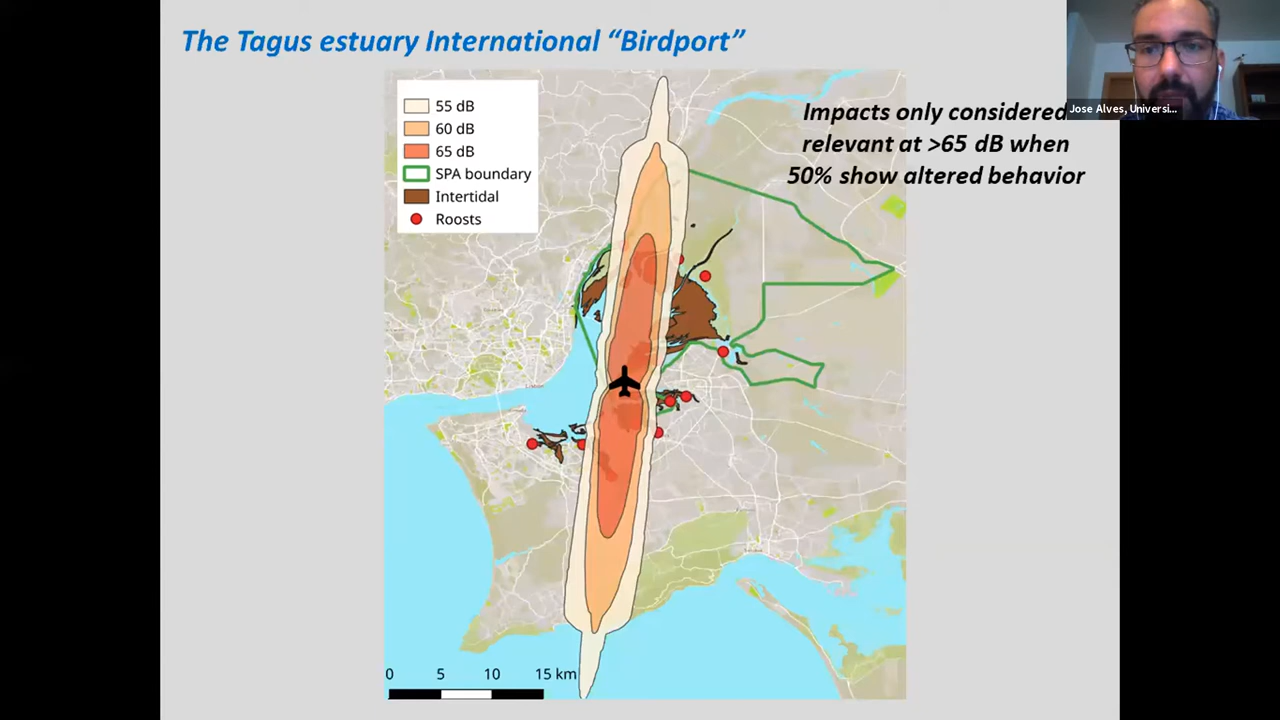 The Tagus estuary International “Birdport”
Jose Alves, Universi...
Impacts only considered
relevant at >65 dB when
50% show altered behavior
55 dB
60 dB
65 dB
SPA boundary
Intertidal
Roosts
0 5 10 15 km